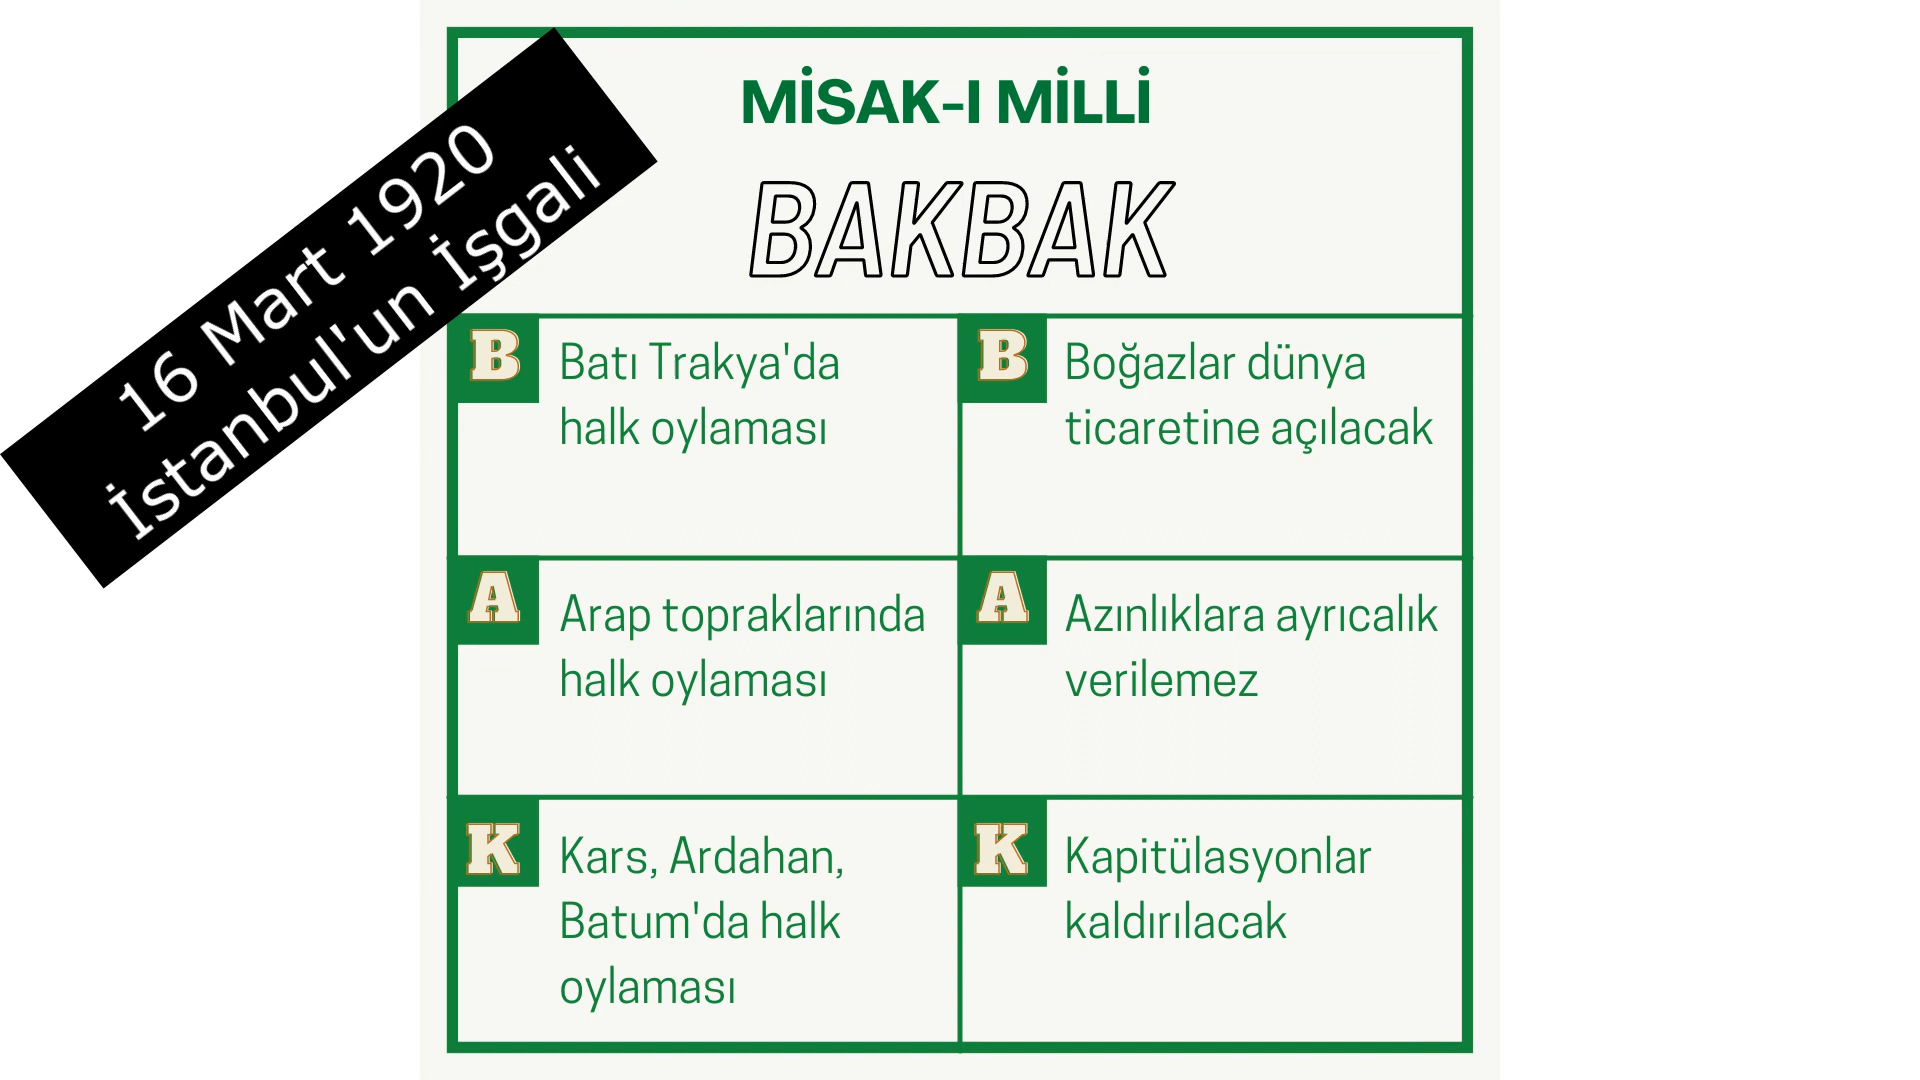 16 Mart 1920
İstanbul'un İşgali
MİSAK-I MİLLİ
BAKBAK
B
Batı Trakya'da
halk oylaması
B
Boğazlar dünya
ticaretine açılacak
A
Arap topraklarında
halk oylaması
A
Azınlıklara ayrıcalık
verilemez
K
Kars, Ardahan,
Batum'da halk
oylaması
K
Kapitülasyonlar
kaldırılacak